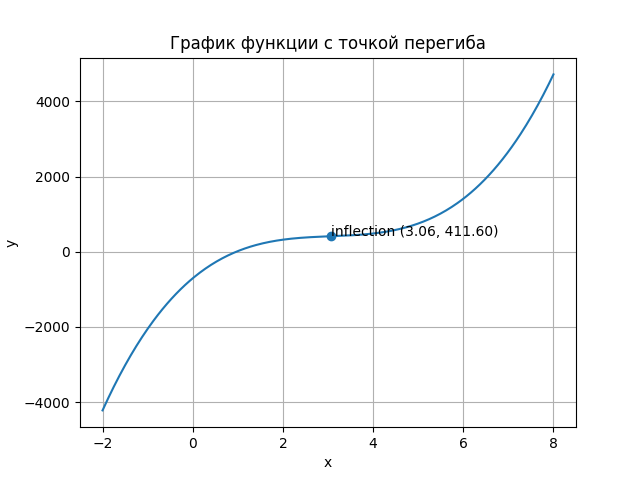 График функции с точкой перегиба
4000
2000
0
−2000
−4000
y
inflection (3.06, 411.60)
−2 0 2 4 6 8
x